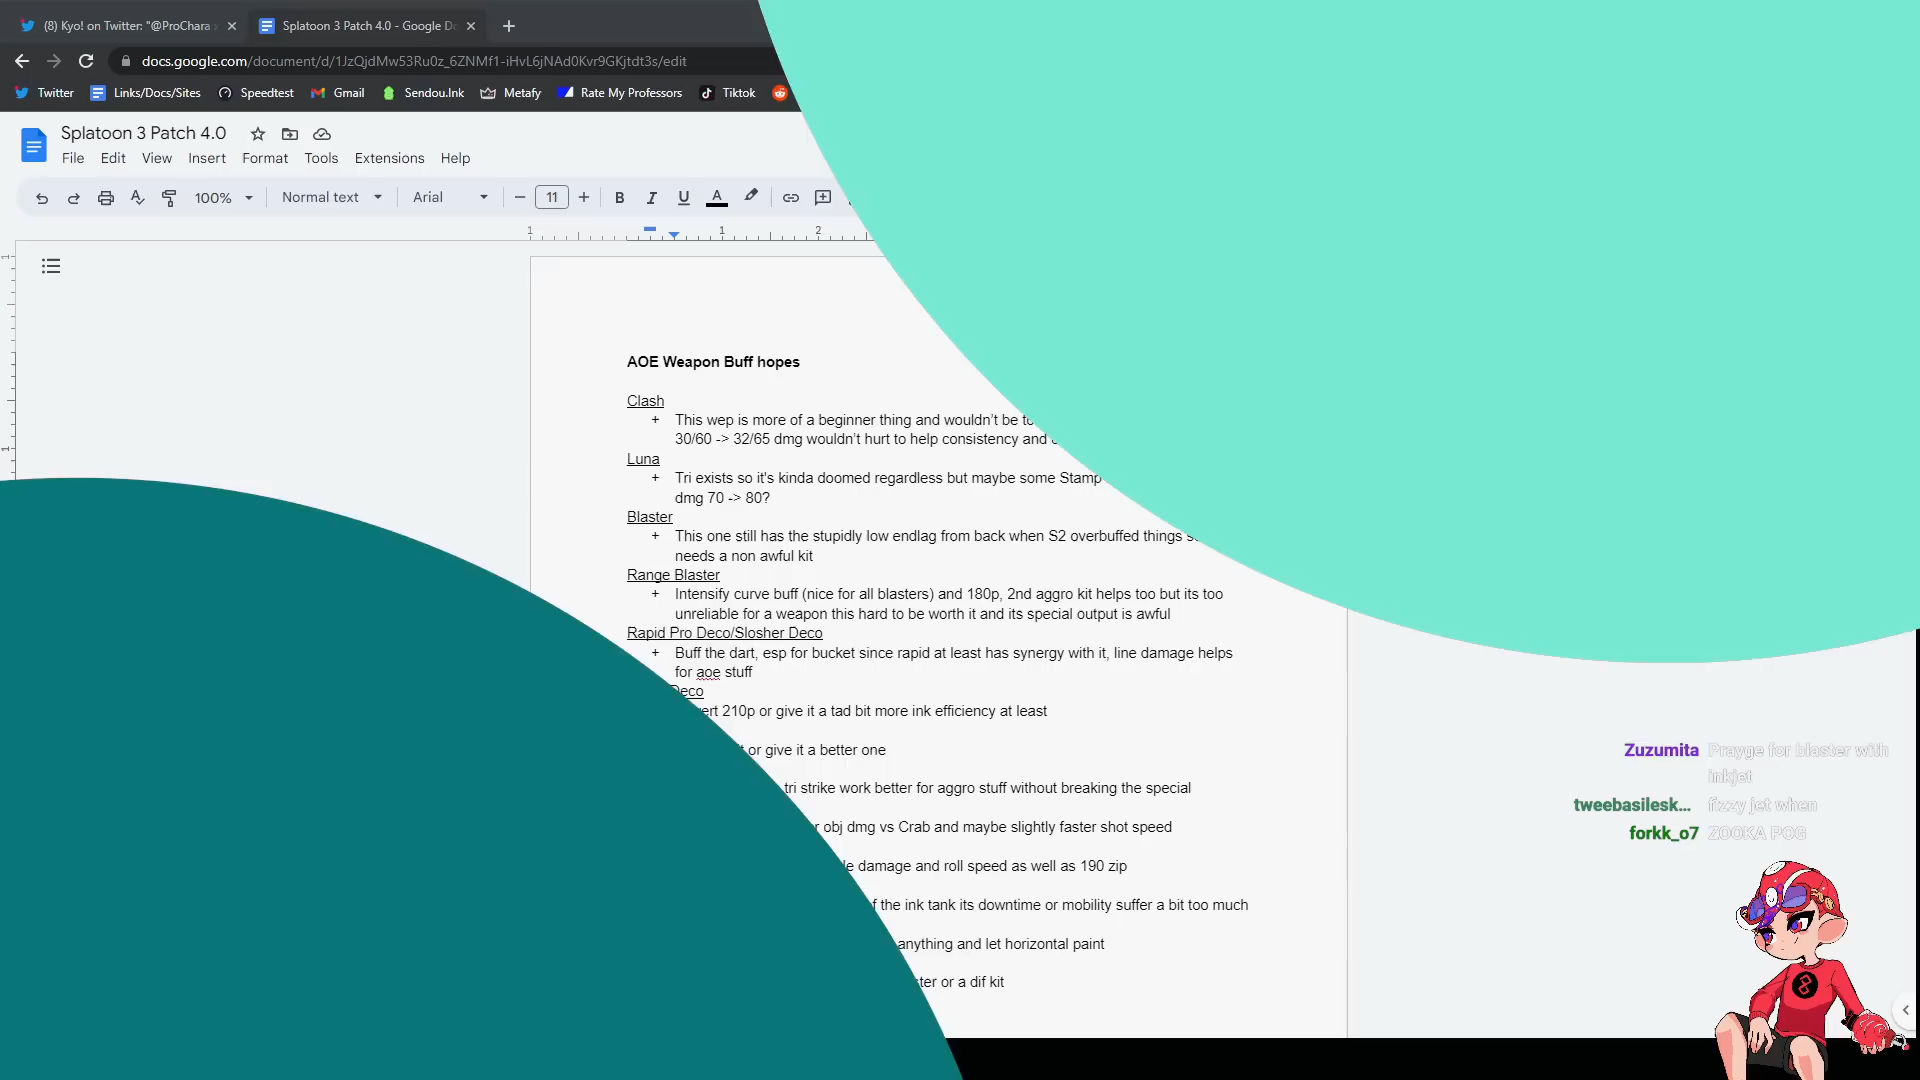 (8) Kyo! on Twitter: "@ProChara
Splatoon 3 Patch 4.0 - Google Do
docs.google.com/document/d/1JzQjdMw53Ru0z_6ZNMf1-iHvL6jNAd0Kvr9GKjtdt3s/edit
Twitter Links/Docs/Sites Speedtest Gmail Sendou.Ink Metafy Rate My Professors Tiktok
Splatoon 3 Patch 4.0
File Edit View Insert Format Tools Extensions Help
100% Normal text Arial 11 B I U A
1 1 2
AOE Weapon Buff hopes
Clash
+ This wep is more of a beginner thing and wouldn't be
30/60 -> 32/65 dmg wouldn't hurt to help consistency and
Luna
+ Tri exists so it's kinda doomed regardless but maybe some Stamp
dmg 70 -> 80?
Blaster
+ This one still has the stupidly low endlag from back when S2 overbuffed things
needs a non awful kit
Range Blaster
+ Intensify curve buff (nice for all blasters) and 180p, 2nd aggro kit helps too but its too
unreliable for a weapon this hard to be worth it and its special output is awful
Rapid Pro Deco/Slosher Deco
+ Buff the dart, esp for bucket since rapid at least has synergy with it, line damage helps
for aoe stuff
Deco
210p or give it a tad bit more ink efficiency at least
or give it a better one
tri strike work better for aggro stuff without breaking the special
obj dmg vs Crab and maybe slightly faster shot speed
damage and roll speed as well as 190 zip
the ink tank its downtime or mobility suffer a bit too much
anything and let horizontal paint
or a dif kit
Zuzumita Prayge for blaster with
inkjet
tweebasilesk... fizzy jet when
forkk_o7 ZOOKA POG